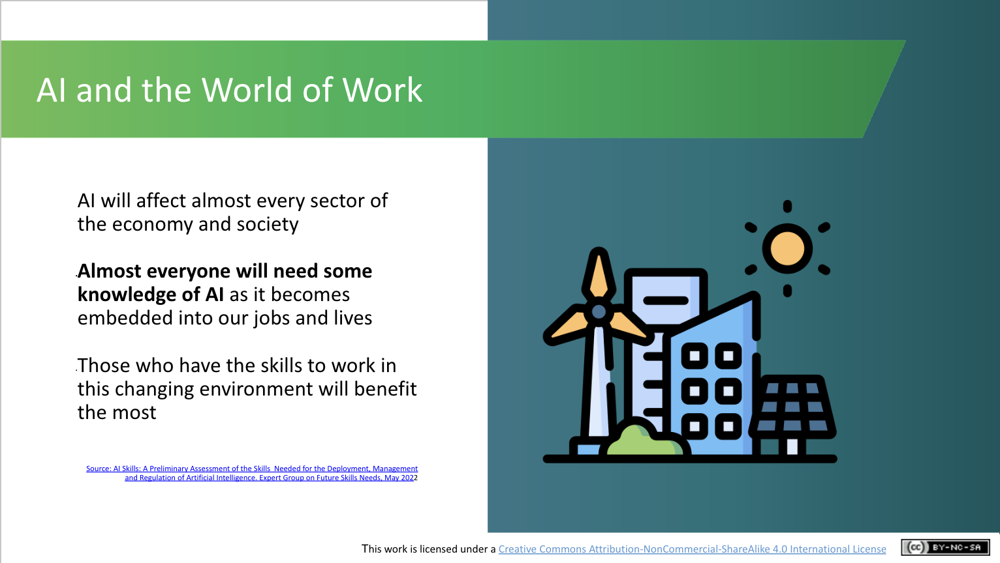 AI and the World of Work
AI will affect almost every sector of
the economy and society
Almost everyone will need some
knowledge of AI as it becomes
embedded into our jobs and lives
Those who have the skills to work in
this changing environment will benefit
the most
Source: AI Skills: A Preliminary Assessment of the Skills  Needed for the Deployment, Management
and Regulation of Artificial Intelligence, Expert Group on Future Skills Needs, May 2022
This work is licensed under a Creative Commons Attribution-NonCommercial-ShareAlike 4.0 International License
cc BY-NC-SA